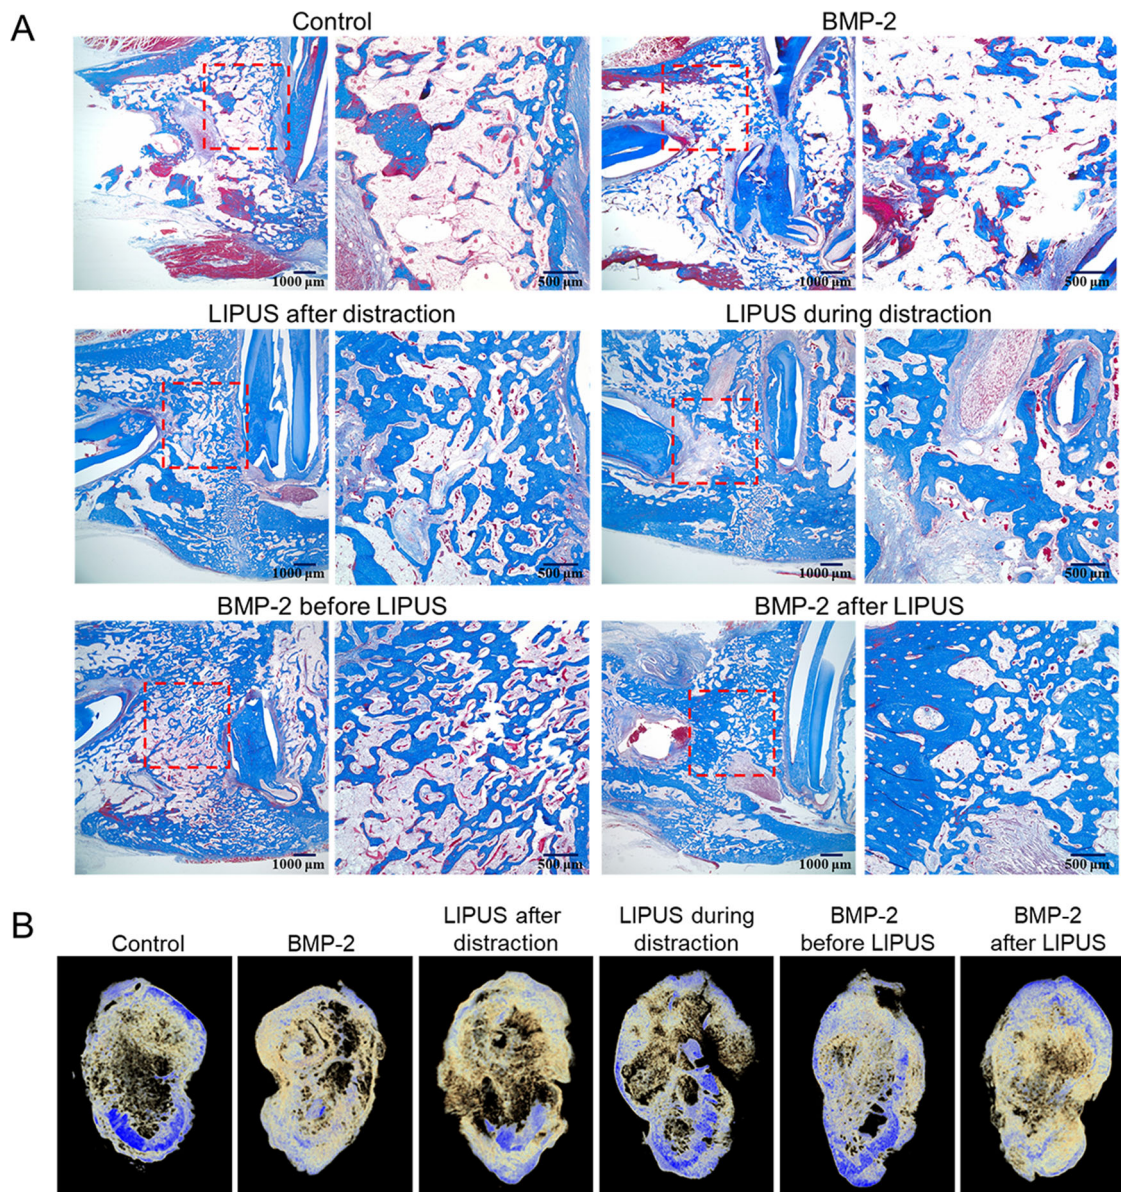 A
Control
BMP-2
1000 µm
500 µm
1000 µm
500 µm
LIPUS after distraction
LIPUS during distraction
1000 µm
500 µm
1000 µm
500 µm
BMP-2 before LIPUS
BMP-2 after LIPUS
1000 µm
500 µm
1000 µm
500 µm
B
Control
BMP-2
LIPUS after
distraction
LIPUS during
distraction
BMP-2
before LIPUS
BMP-2
after LIPUS